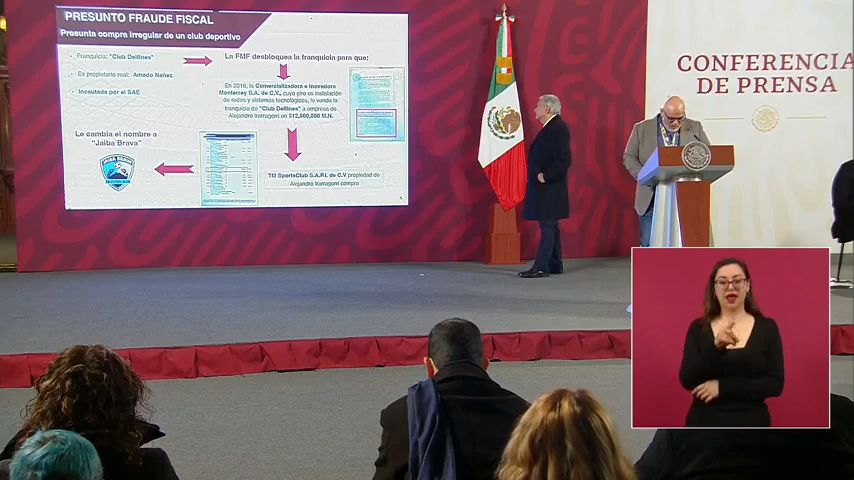 PRESUNTO FRAUDE FISCAL
Presunta compra irregular de un club deportivo
Franquicia: "Club Delfines"
Ex propietario real: Amado Nañez
Incautada por el SAE
La FMF desbloquea la franquicia para que:
En 2016, la Comercializadora e Inovadora
Monterrey S.A. de C.V., cuyo giro es instalación
de redes y sistemas tecnológicos, le vende la
franquicia de "Club Delfines" a empresa de
Alejandro Irarragorri en $12,000,000 M.N.
Le cambia el nombre a
"Jaiba Brava"
TM SportsClub S.A.P.I. de C.V propiedad de
Alejandro Irarragorri compra
CONFERENCIA
DE PRENSA